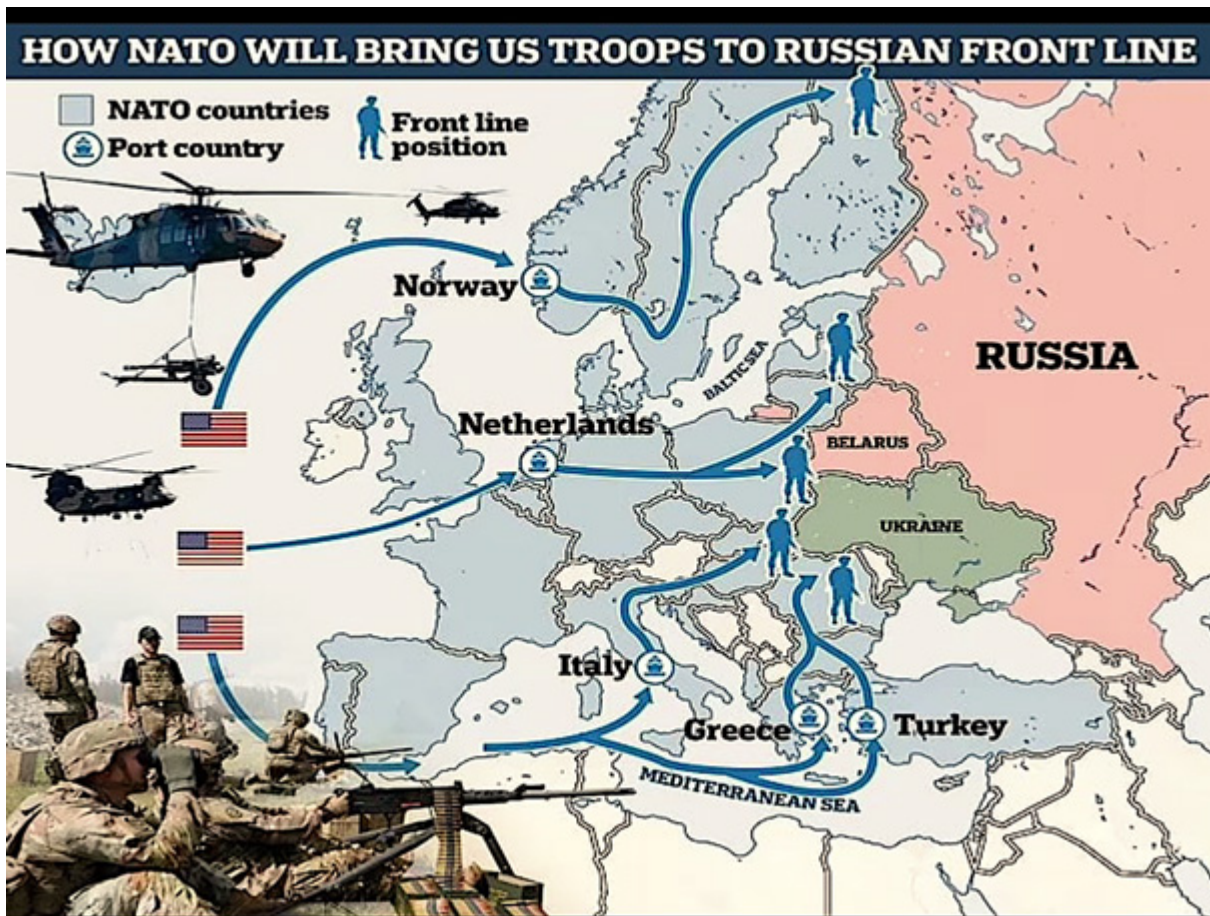 HOW NATO WILL BRING US TROOPS TO RUSSIAN FRONT LINE
NATO countries
Port country
Front line
position
Norway
BALTIC SEA
RUSSIA
Netherlands
BELARUS
UKRAINE
Italy
Greece
Turkey
MEDITERRANEAN SEA